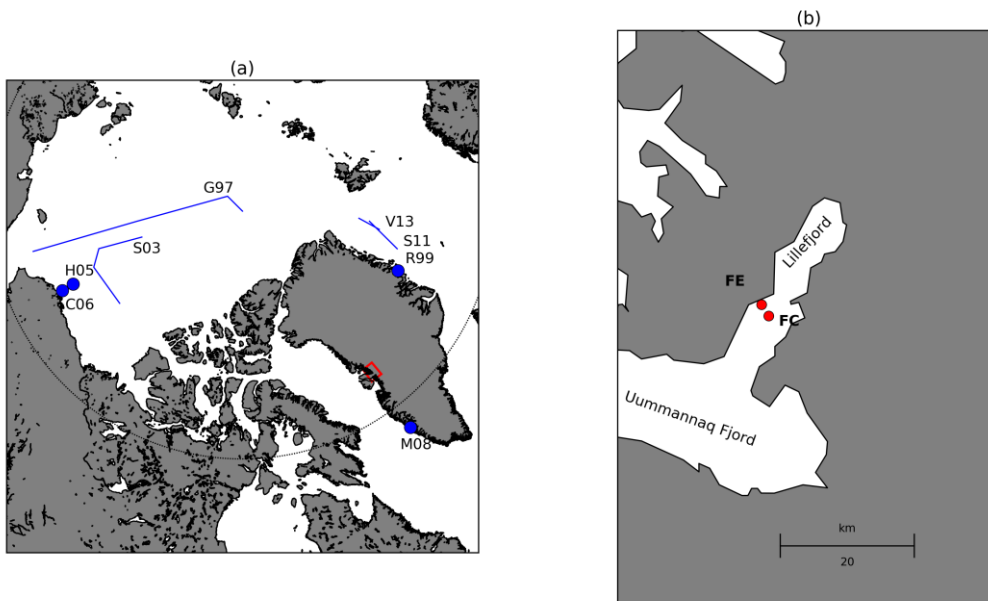 (a)
G97
S03
V13
S11
R99
H05
C06
M08
(b)
Lillefjord
FE
FC
Uummannaq Fjord
km
20